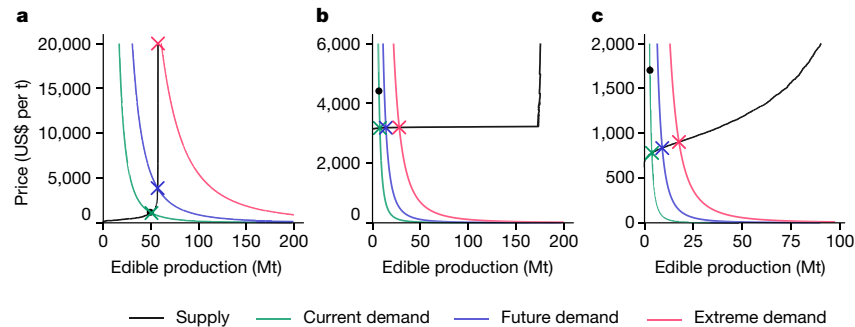 a
b
c
20,000
15,000
10,000
5,000
0
6,000
4,000
2,000
0
2,000
1,500
1,000
500
0
Price (US$ per t)
0 50 100 150 200
0 50 100 150 200
0 25 50 75 100
Edible production (Mt)
Edible production (Mt)
Edible production (Mt)
Supply Current demand Future demand Extreme demand